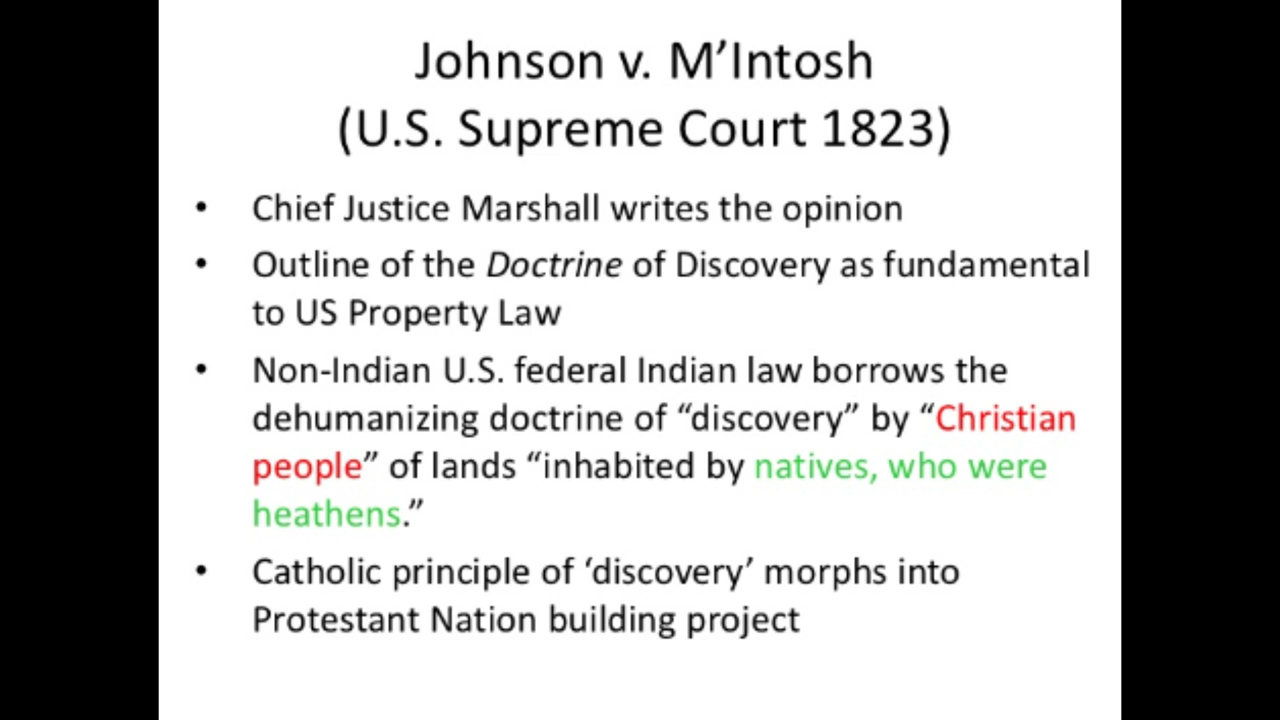 Johnson v. M’Intosh
(U.S. Supreme Court 1823)
• Chief Justice Marshall writes the opinion
• Outline of the Doctrine of Discovery as fundamental
to US Property Law
• Non-Indian U.S. federal Indian law borrows the
dehumanizing doctrine of “discovery” by “Christian
people” of lands “inhabited by natives, who were
heathens.”
• Catholic principle of ‘discovery’ morphs into
Protestant Nation building project